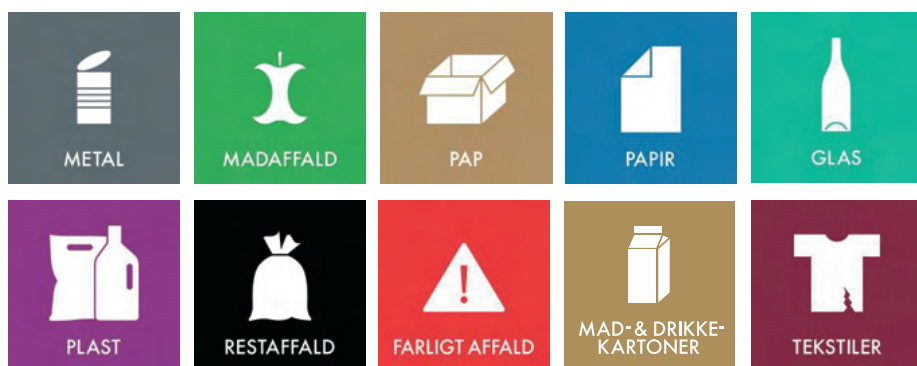 METAL
MADAFFALD
PAP
PAPIR
GLAS
PLAST
RESTAFFALD
FARLIGT AFFALD
MAD- & DRIKKE-
KARTONER
TEKSTILER